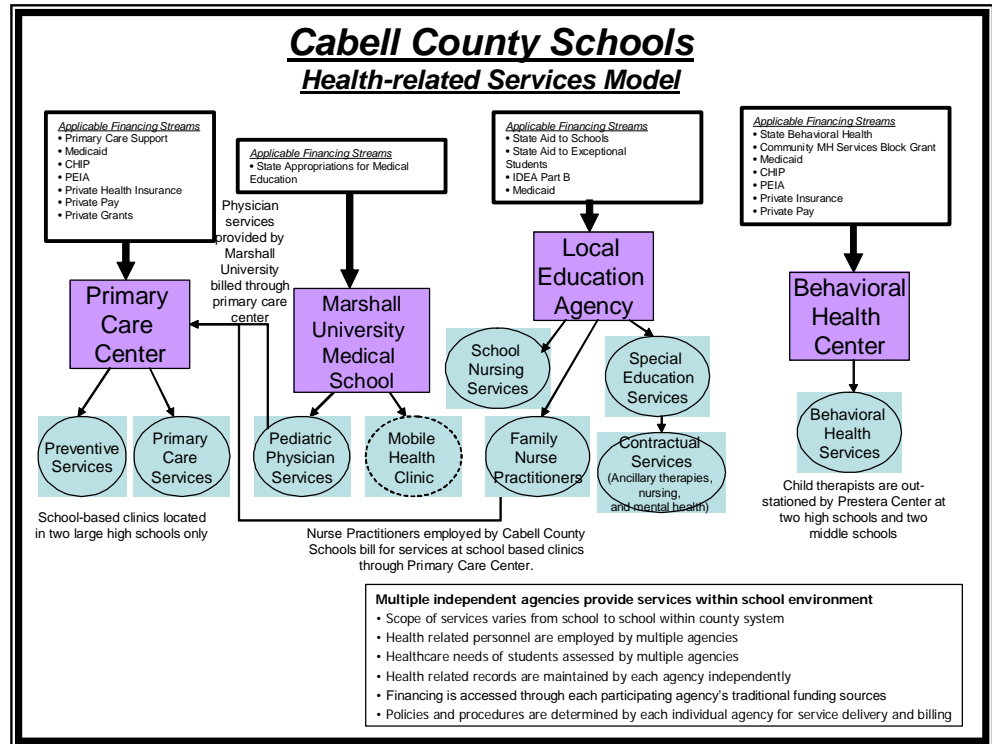 Cabell County Schools
Health-related Services Model
Applicable Financing Streams
• Primary Care Support
• Medicaid
• CHIP
• PEIA
• Private Health Insurance
• Private Pay
• Private Grants
Applicable Financing Streams
• State Appropriations for Medical
Education
Applicable Financing Streams
• State Aid to Schools
• State Aid to Exceptional
Students
• IDEA Part B
• Medicaid
Applicable Financing Streams
• State Behavioral Health
• Community MH Services Block Grant
• Medicaid
• CHIP
• PEIA
• Private Insurance
• Private Pay
Physician
services
provided by
Marshall
University
billed through
primary care
center
Primary
Care
Center
Marshall
University
Medical
School
Local
Education
Agency
Behavioral
Health
Center
School
Nursing
Services
Special
Education
Services
Preventive
Services
Primary
Care
Services
Pediatric
Physician
Services
Mobile
Health
Clinic
Family
Nurse
Practitioners
Contractual
Services
(Ancillary therapies,
nursing,
and mental health)
Behavioral
Health
Services
School-based clinics located
in two large high schools only
Nurse Practitioners employed by Cabell County
Schools bill for services at school based clinics
through Primary Care Center.
Child therapists are out-
stationed by Prestera Center at
two high schools and two
middle schools
Multiple independent agencies provide services within school environment
• Scope of services varies from school to school within county system
• Health related personnel are employed by multiple agencies
• Healthcare needs of students assessed by multiple agencies
• Health related records are maintained by each agency independently
• Financing is accessed through each participating agency's traditional funding sources
• Policies and procedures are determined by each individual agency for service delivery and billing